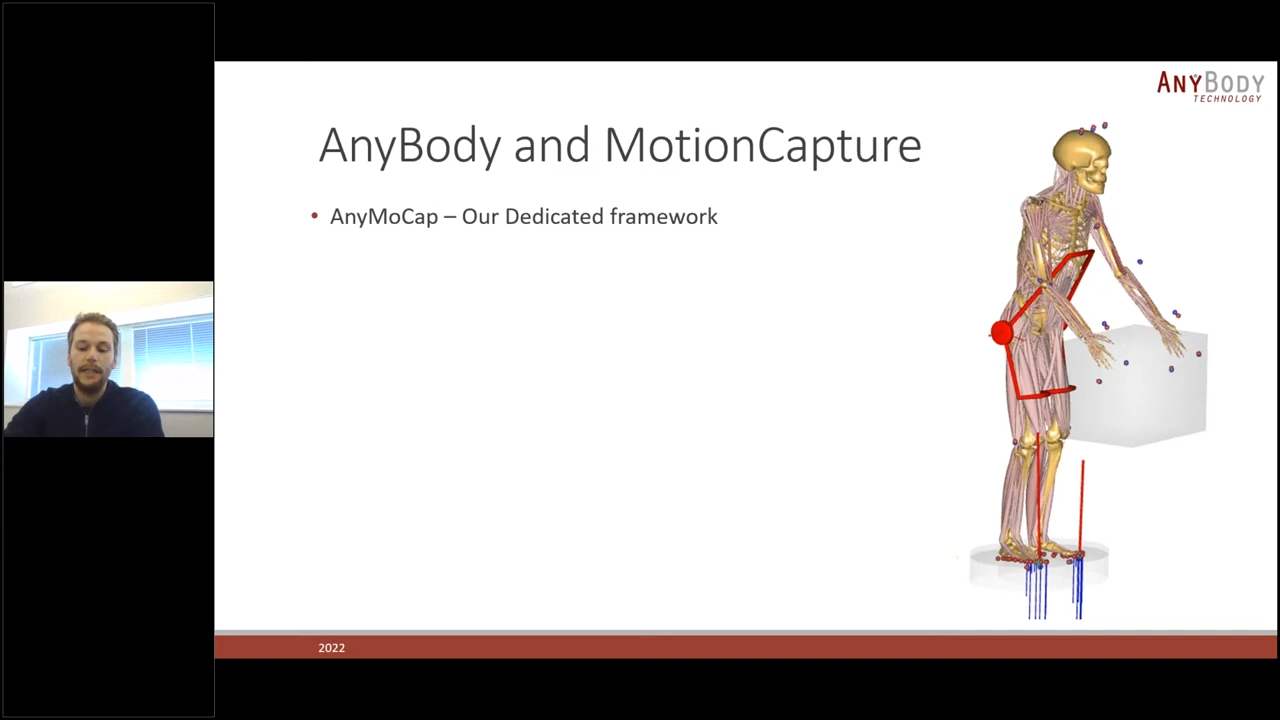 ANYBODY
TECHNOLOGY
AnyBody and MotionCapture
• AnyMoCap – Our Dedicated framework
2022